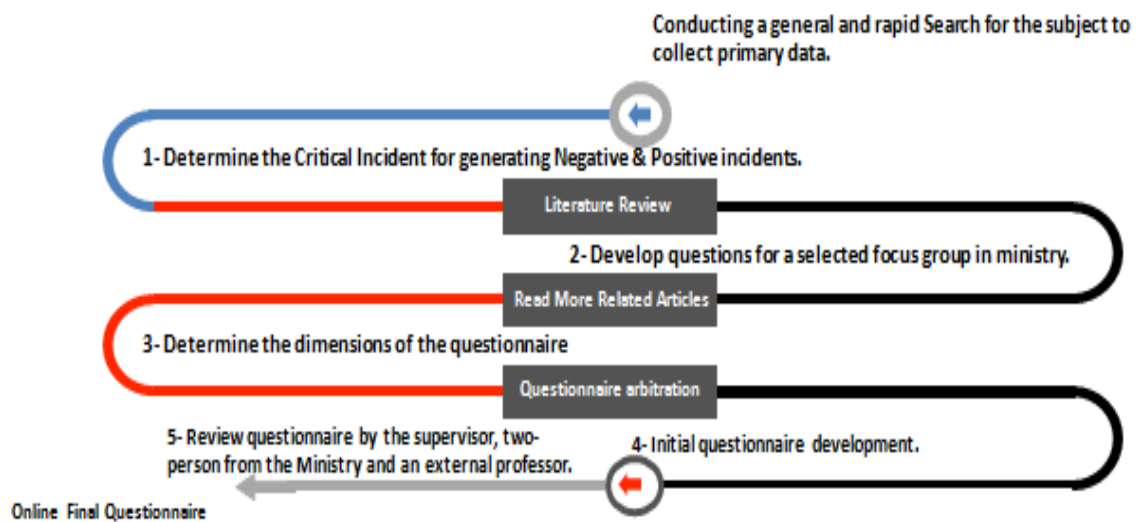 Conducting a general and rapid Search for the subject to
collect primary data.
1- Determine the Critical Incident for generating Negative & Positive incidents.
Literature Review
2- Develop questions for a selected focus group in ministry.
Read More Related Articles
3- Determine the dimensions of the questionnaire
Questionnaire arbitration
4- Initial questionnaire development.
5- Review questionnaire by the supervisor, two-
person from the Ministry and an external professor.
Online Final Questionnaire